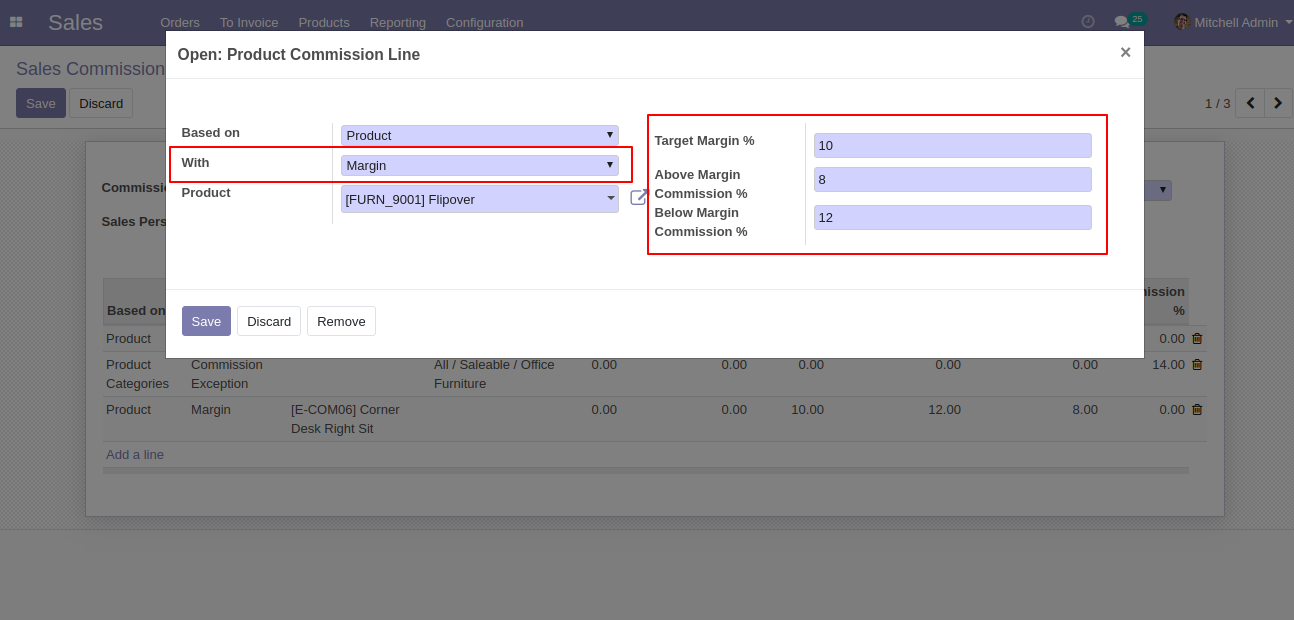 Sales Orders To Invoice Products Reporting Configuration 25 Mitchell Admin
Open: Product Commission Line ×
Sales Commission
Save Discard
1 / 3
Based on Product
With Margin
Product [FURN_9001] Flipover
Target Margin % 10
Above Margin
Commission % 8
Below Margin
Commission % 12
Sales Pers
Save Discard Remove
Based on
%
Product 0.00
Product
Categories Commission
Exception All / Saleable / Office
Furniture 0.00 0.00 0.00 0.00 0.00 14.00
Product Margin [E-COM06] Corner
Desk Right Sit 0.00 0.00 10.00 12.00 8.00 0.00
Add a line